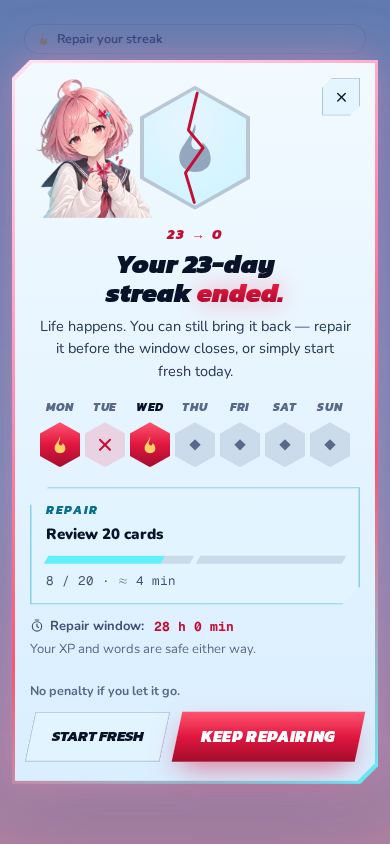 Repair your streak
×
23 → 0
Your 23-day
streak ended.
Life happens. You can still bring it back — repair
it before the window closes, or simply start
fresh today.
MON TUE WED THU FRI SAT SUN
REPAIR
Review 20 cards
8 / 20 · ≈ 4 min
Repair window: 28 h 0 min
Your XP and words are safe either way.
No penalty if you let it go.
START FRESH KEEP REPAIRING